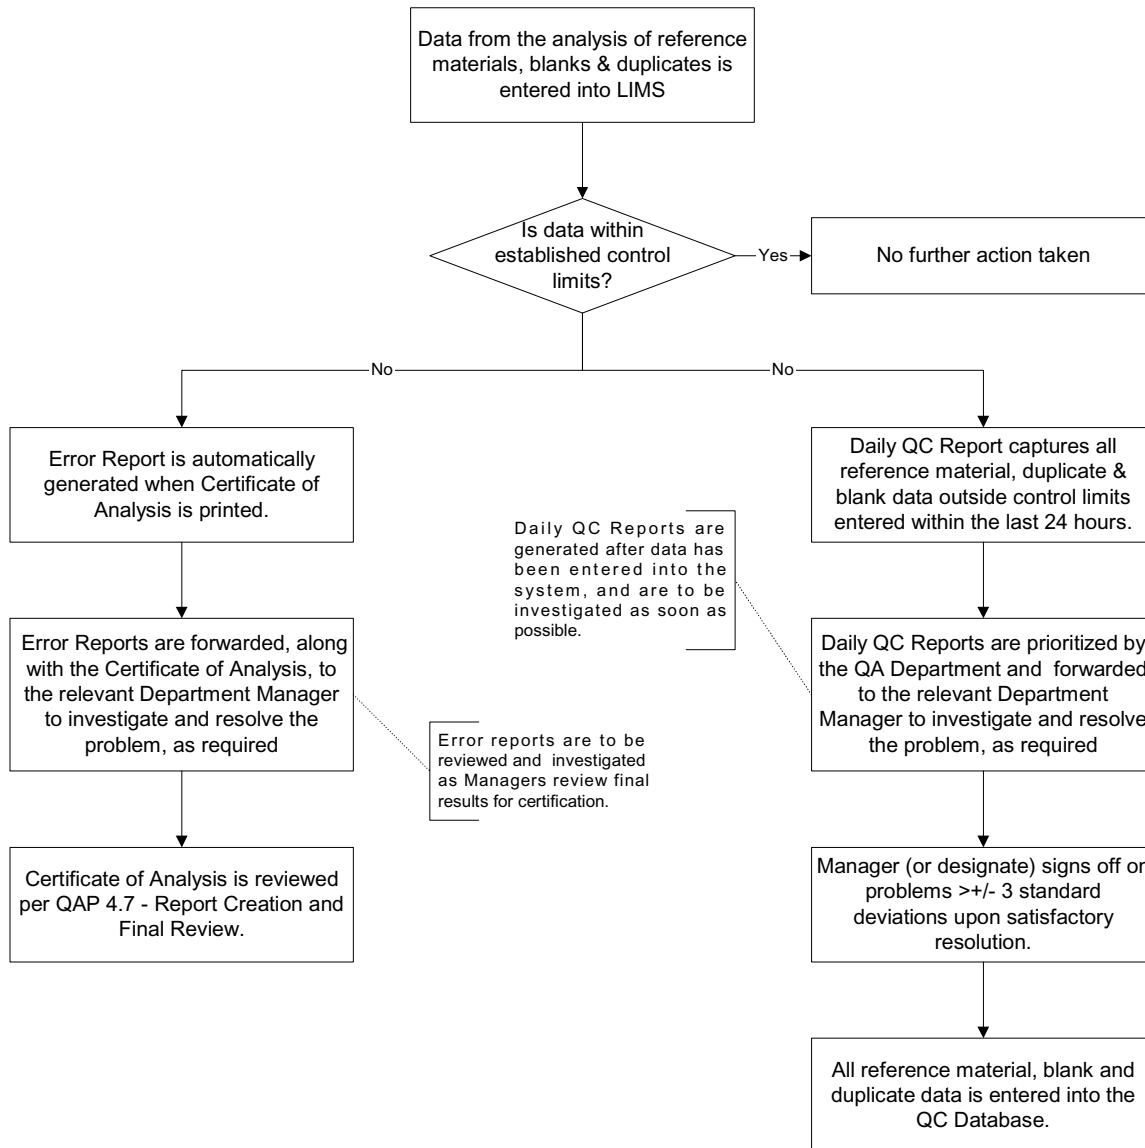 Data from the analysis of reference
materials, blanks & duplicates is
entered into LIMS
Is data within
established control
limits?
Yes
No further action taken
No
No
Error Report is automatically
generated when Certificate of
Analysis is printed.
Daily QC Report captures all
reference material, duplicate &
blank data outside control limits
entered within the last 24 hours.
Daily QC Reports are
generated after data has
been entered into the
system, and are to be
investigated as soon as
possible.
Error Reports are forwarded, along
with the Certificate of Analysis, to
the relevant Department Manager
to investigate and resolve the
problem, as required
Daily QC Reports are prioritized by
the QA Department and forwarded
to the relevant Department
Manager to investigate and resolve
the problem, as required
Error reports are to be
reviewed and investigated
as Managers review final
results for certification.
Certificate of Analysis is reviewed
per QAP 4.7 - Report Creation and
Final Review.
Manager (or designate) signs off on
problems >+/- 3 standard
deviations upon satisfactory
resolution.
All reference material, blank and
duplicate data is entered into the
QC Database.